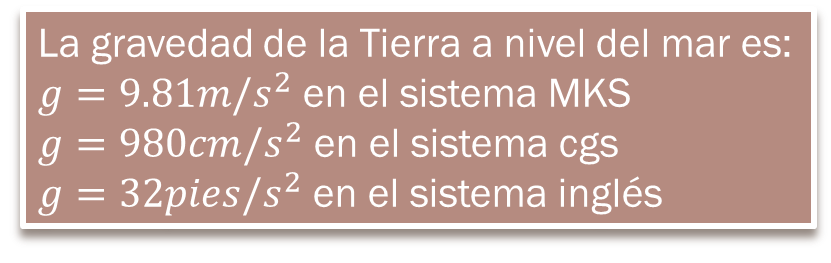 La gravedad de la Tierra a nivel del mar es:
g = 9.81m/s² en el sistema MKS
g = 980cm/s² en el sistema cgs
g = 32pies/s² en el sistema inglés